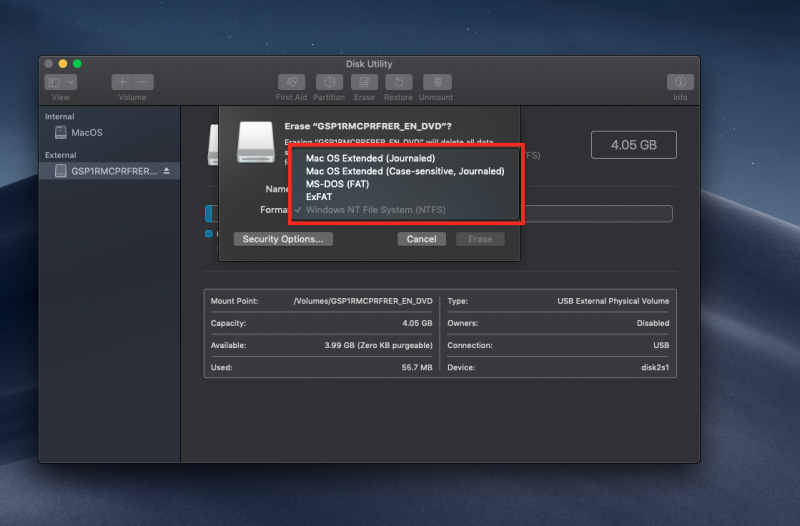 Disk Utility
View
Volume
First Aid
Partition
Erase
Restore
Unmount
Info
Internal
MacOS
External
GSP1RMCPRFRER...
Erase “GSP1RMCPRFRER_EN_DVD”?
Erasing “GSP1RMCPRFRER_EN_DVD” will delete all data
4.05 GB
FS)
Mac OS Extended (Journaled)
Mac OS Extended (Case-sensitive, Journaled)
MS-DOS (FAT)
ExFAT
Windows NT File System (NTFS)
Name
Forma
Security Options...
Cancel
Erase
Mount Point: /Volumes/GSP1RMCPRFRER_EN_DVD
Type: USB External Physical Volume
Capacity: 4.05 GB
Owners: Disabled
Available: 3.99 GB (Zero KB purgeable)
Connection: USB
Used: 55.7 MB
Device: disk2s1